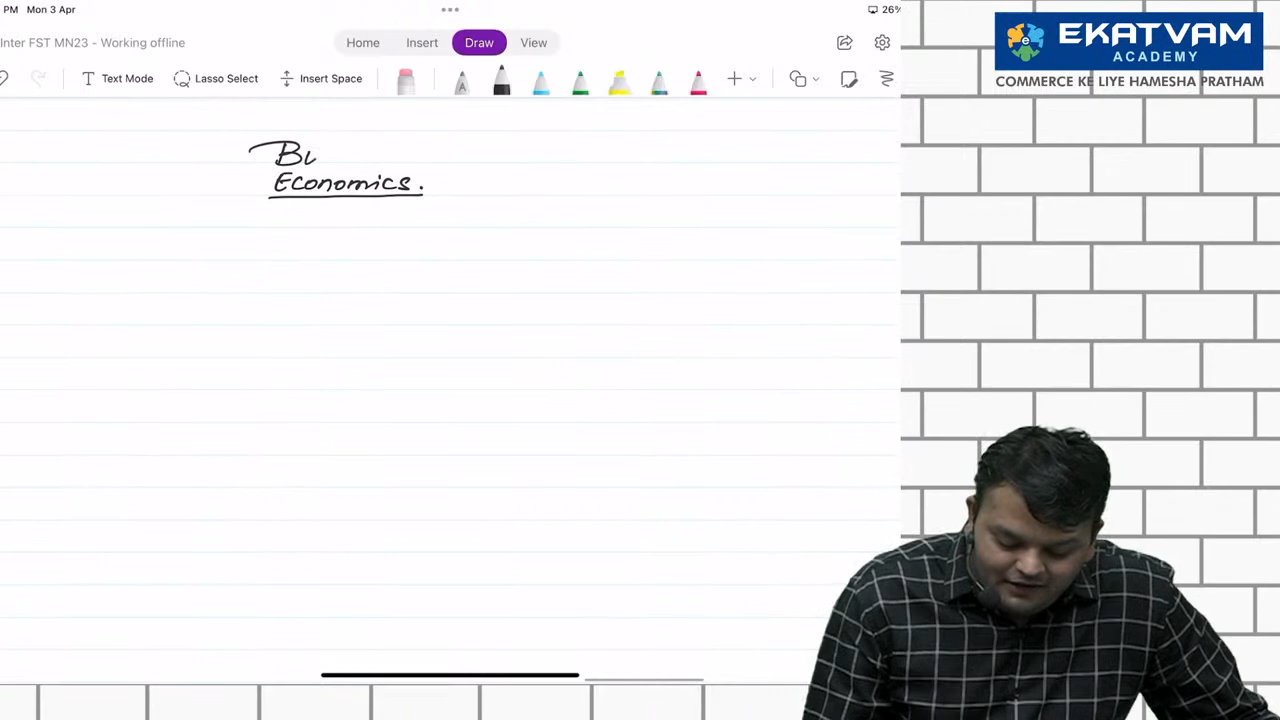 PM Mon 3 Apr
26%
Inter FST MN23 - Working offline
Home Insert Draw View
Text Mode Lasso Select Insert Space
EKATVAM
ACADEMY
COMMERCE KE LIYE HAMESHA PRATHAM
Bu
Economics.